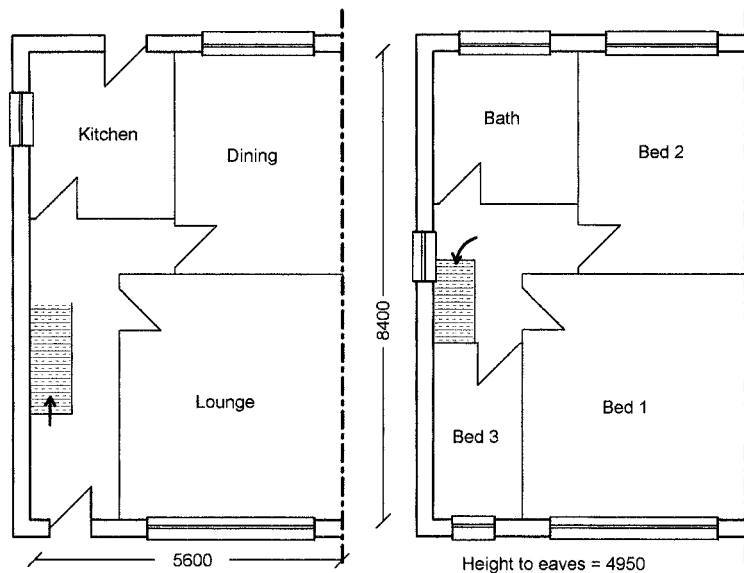 Kitchen
Dining
Lounge
5600
8400
Bath
Bed 2
Bed 3
Bed 1
Height to eaves = 4950